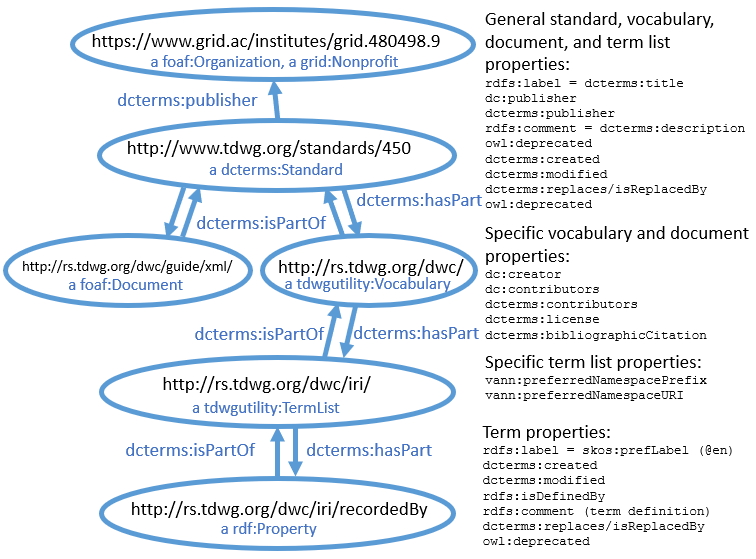 https://www.grid.ac/institutes/grid.480498.9
a foaf:Organization, a grid:Nonprofit
dcterms:publisher
http://www.tdwg.org/standards/450
a dcterms:Standard
dcterms:hasPart
dcterms:isPartOf
http://rs.tdwg.org/dwc/guide/xml/
a foaf:Document
http://rs.tdwg.org/dwc/
a tdwgutility:Vocabulary
dcterms:isPartOf
dcterms:hasPart
http://rs.tdwg.org/dwc/iri/
a tdwgutility:TermList
dcterms:isPartOf
dcterms:hasPart
http://rs.tdwg.org/dwc/iri/recordedBy
a rdf:Property
General standard, vocabulary,
document, and term list
properties:
rdfs:label = dcterms:title
dc:publisher
dcterms:publisher
rdfs:comment = dcterms:description
owl:deprecated
dcterms:created
dcterms:modified
dcterms:replaces/isReplacedBy
owl:deprecated
Specific vocabulary and document
properties:
dc:creator
dc:contributors
dcterms:contributors
dcterms:license
dcterms:bibliographicCitation
Specific term list properties:
vann:preferredNamespacePrefix
vann:preferredNamespaceURI
Term properties:
rdfs:label = skos:prefLabel (@en)
dcterms:created
dcterms:modified
rdfs:isDefinedBy
rdfs:comment (term definition)
dcterms:replaces/isReplacedBy
owl:deprecated